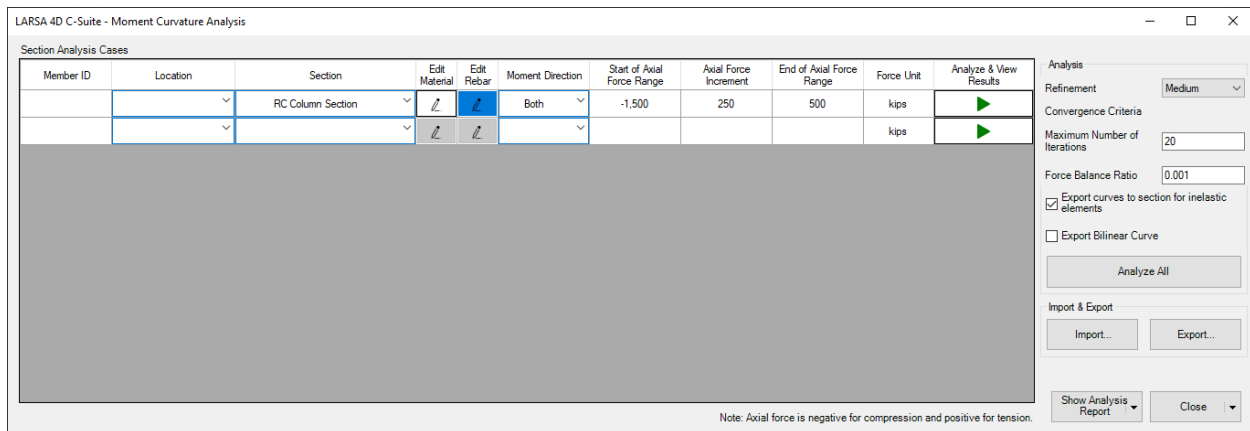 LARSA 4D C-Suite - Moment Curvature Analysis
Section Analysis Cases
Member ID
Location
Section
Edit
Material
Edit
Rebar
Moment Direction
Start of Axial
Force Range
Axial Force
Increment
End of Axial Force
Range
Force Unit
Analyze & View
Results
RC Column Section
Both
-1,500
250
500
kips
kips
Note: Axial force is negative for compression and positive for tension.
Analysis
Refinement
Medium
Convergence Criteria
Maximum Number of
Iterations
20
Force Balance Ratio
0.001
Export curves to section for inelastic
elements
Export Bilinear Curve
Analyze All
Import & Export
Import...
Export...
Show Analysis
Report
Close